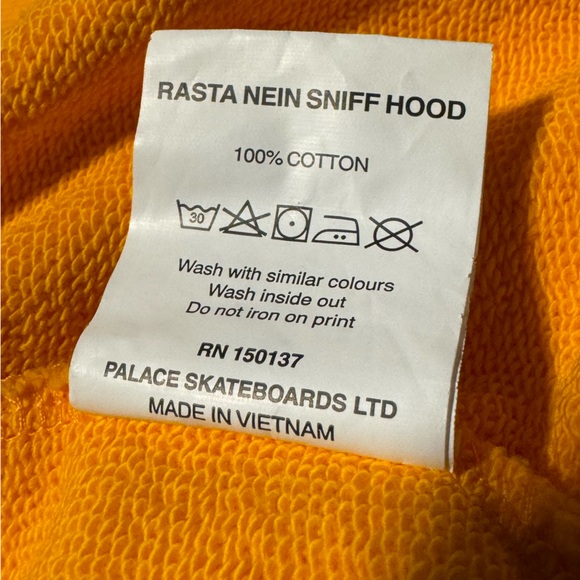 RASTA NEIN SNIFF HOOD
100% COTTON
30
Wash with similar colours
Wash inside out
Do not iron on print
RN 150137
PALACE SKATEBOARDS LTD
MADE IN VIETNAM